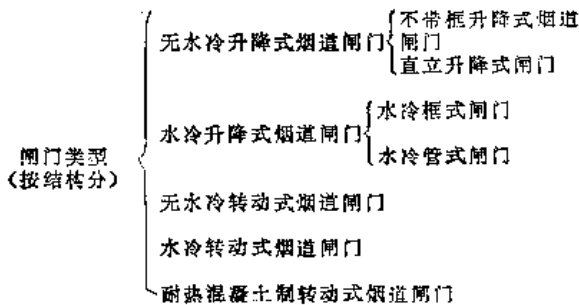 不带框升降式烟道
无水冷升降式烟道闸门
闸门
直立升降式闸门
水冷框式闸门
水冷升降式烟道闸门
水冷管式闸门
闸门类型
(按结构分)
无水冷转动式烟道闸门
水冷转动式烟道闸门
耐热混凝土制转动式烟道闸门